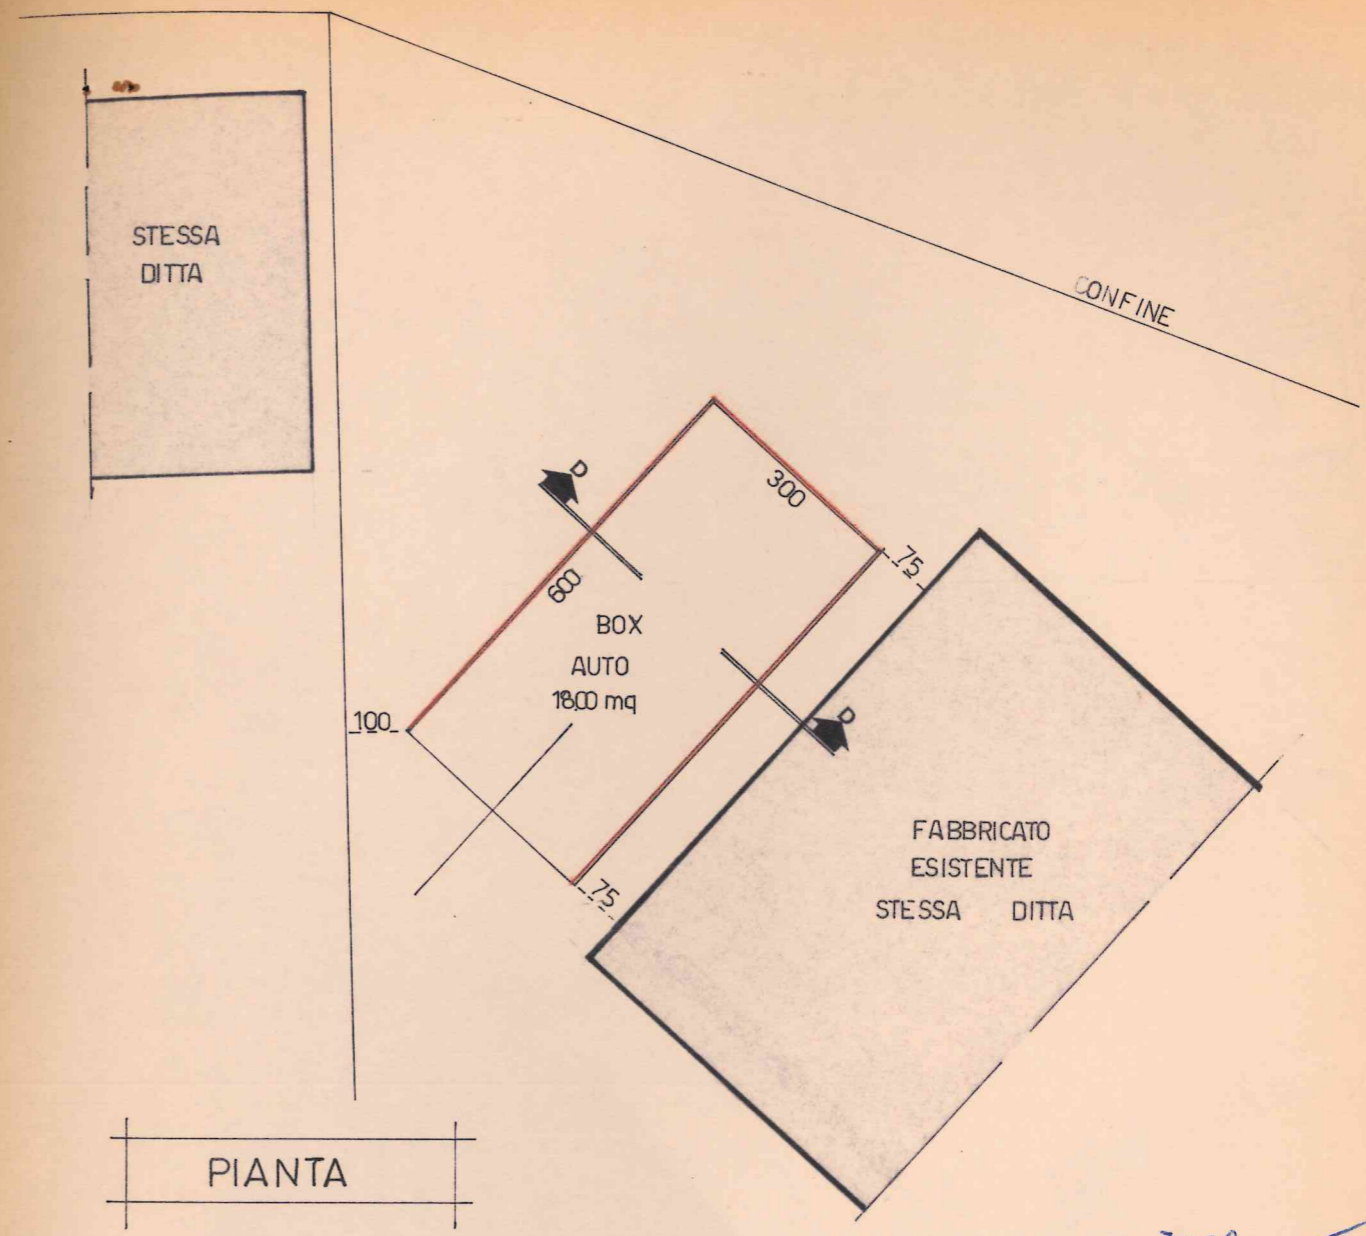 STESSA
DITTA
CONFINE
D
300
75
600
BOX
AUTO
18,00 mq
100
D
75
FABBRICATO
ESISTENTE
STESSA DITTA
PIANTA